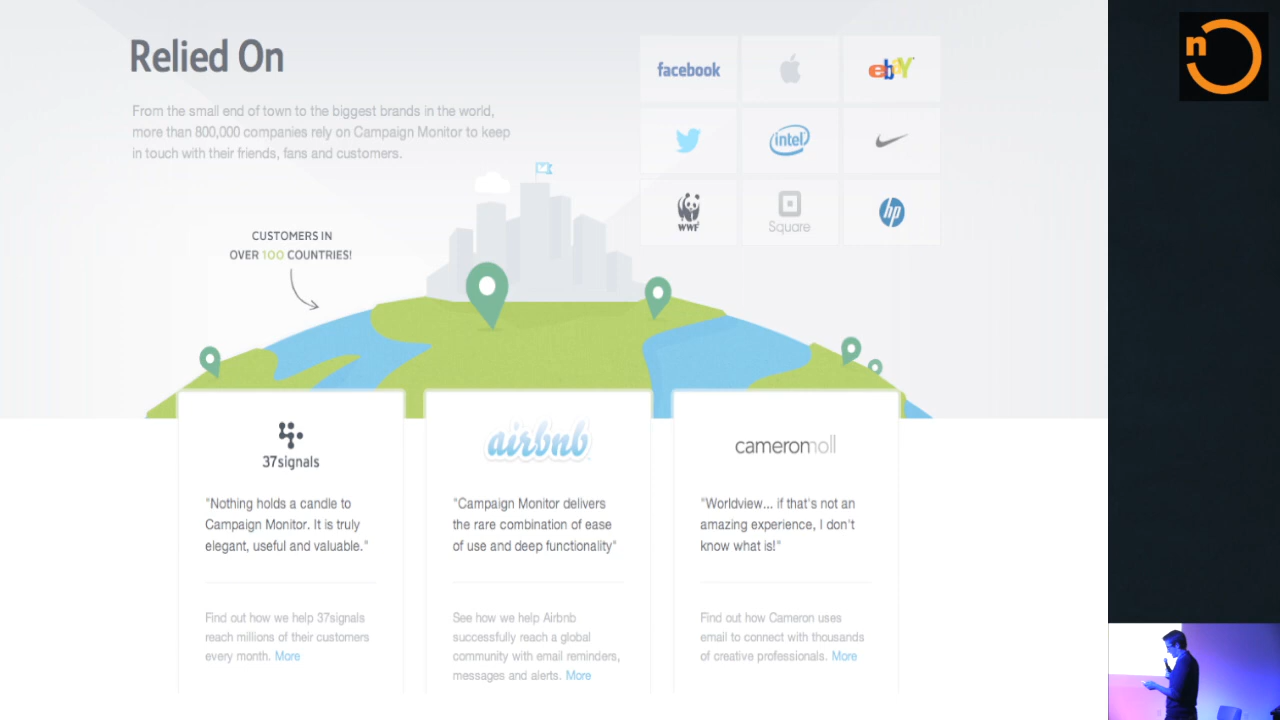 Relied On
From the small end of town to the biggest brands in the world,
more than 800,000 companies rely on Campaign Monitor to keep
in touch with their friends, fans and customers.
facebook
ebay
intel
WWF
Square
hp
CUSTOMERS IN
OVER 100 COUNTRIES!
37signals
"Nothing holds a candle to
Campaign Monitor. It is truly
elegant, useful and valuable."
Find out how we help 37signals
reach millions of their customers
every month. More
airbnb
"Campaign Monitor delivers
the rare combination of ease
of use and deep functionality"
See how we help Airbnb
successfully reach a global
community with email reminders,
messages and alerts. More
cameronmoll
"Worldview... if that's not an
amazing experience, I don't
know what is!"
Find out how Cameron uses
email to connect with thousands
of creative professionals. More
n